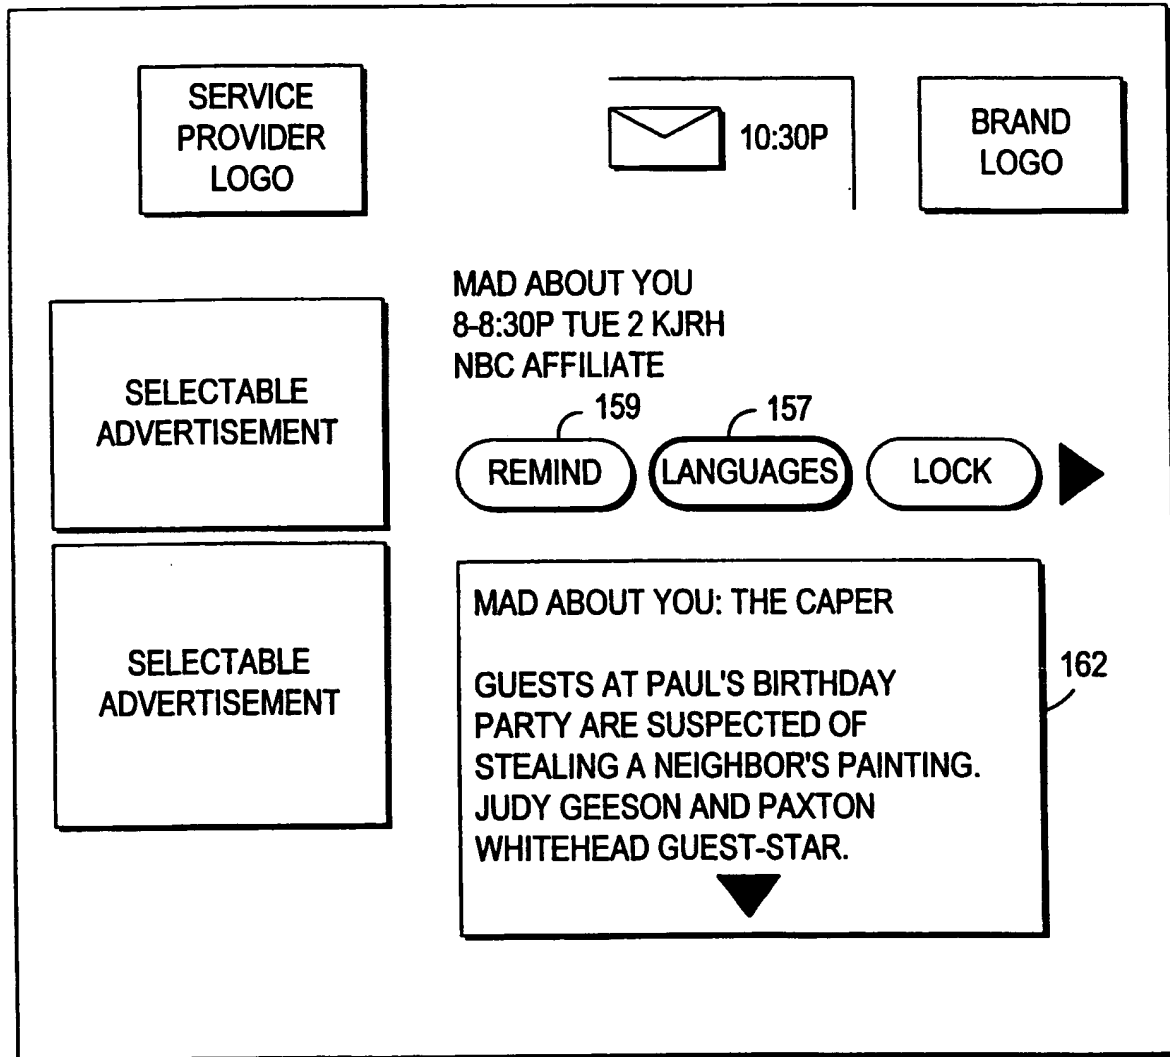 SERVICE
PROVIDER
LOGO
10:30P
BRAND
LOGO
MAD ABOUT YOU
8-8:30P TUE 2 KJRH
NBC AFFILIATE
159
157
REMIND
LANGUAGES
LOCK
SELECTABLE
ADVERTISEMENT
SELECTABLE
ADVERTISEMENT
MAD ABOUT YOU: THE CAPER
GUESTS AT PAUL'S BIRTHDAY
PARTY ARE SUSPECTED OF
STEALING A NEIGHBOR'S PAINTING.
JUDY GEESON AND PAXTON
WHITEHEAD GUEST-STAR.
162